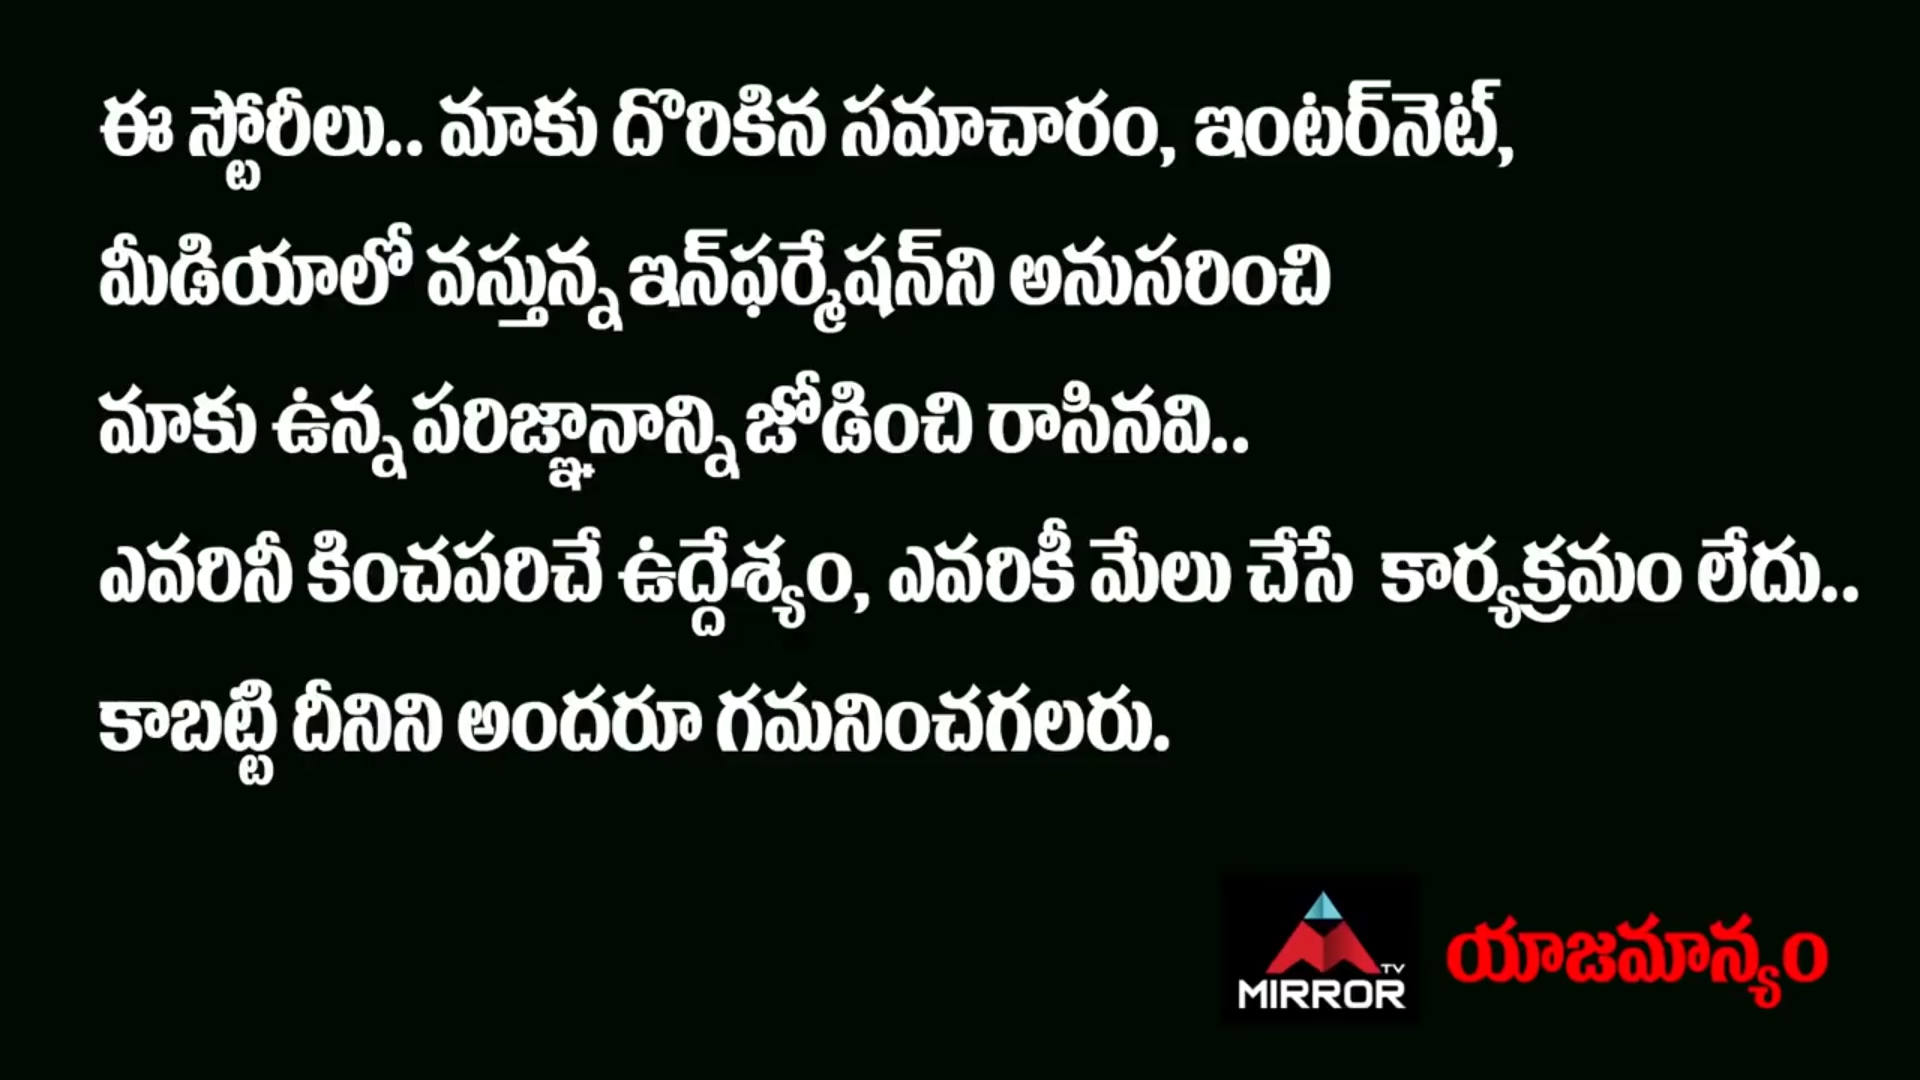 ఈ స్టోరీలు.. మాకు దొరికిన సమాచారం, ఇంటర్‌నెట్,
మీడియాలో వస్తున్న ఇన్‌ఫర్మేషన్‌ని అనుసరించి
మాకు ఉన్న పరిజ్ఞానాన్ని జోడించి రాసినవి..
ఎవరినీ కించపరిచే ఉద్దేశ్యం, ఎవరికీ మేలు చేసే కార్యక్రమం లేదు..
కాబట్టి దీనిని అందరూ గమనించగలరు.
TV
MIRROR
యాజమాన్యం